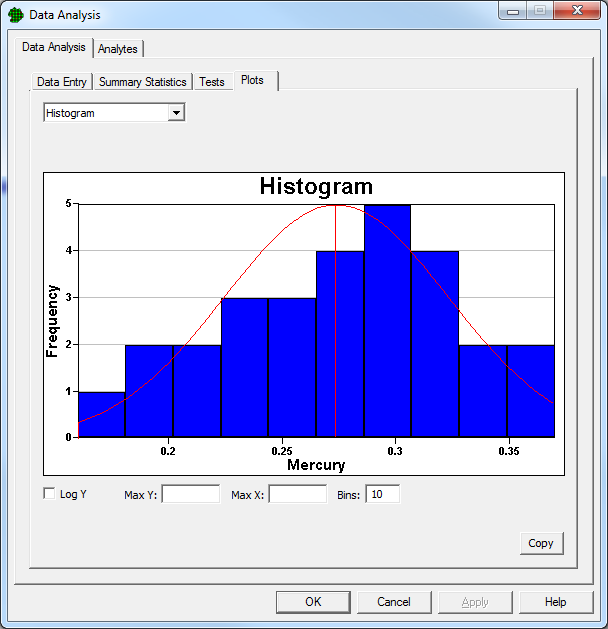 Data Analysis
Data Analysis Analytes
Data Entry Summary Statistics Tests Plots
Histogram
Histogram
5
4
3
2
1
0
Frequency
0.2 0.25 0.3 0.35
Mercury
Log Y Max Y: Max X: Bins: 10
Copy
OK Cancel Apply Help